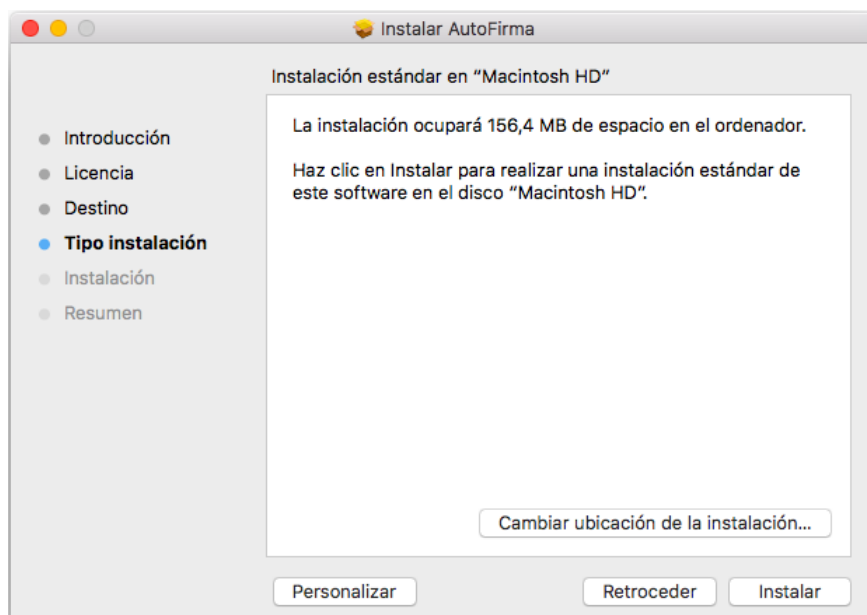 Instalar AutoFirma
Instalación estándar en “Macintosh HD”
Introducción
Licencia
Destino
Tipo instalación
Instalación
Resumen
La instalación ocupará 156,4 MB de espacio en el ordenador.
Haz clic en Instalar para realizar una instalación estándar de
este software en el disco “Macintosh HD”.
Cambiar ubicación de la instalación...
Personalizar
Retroceder
Instalar